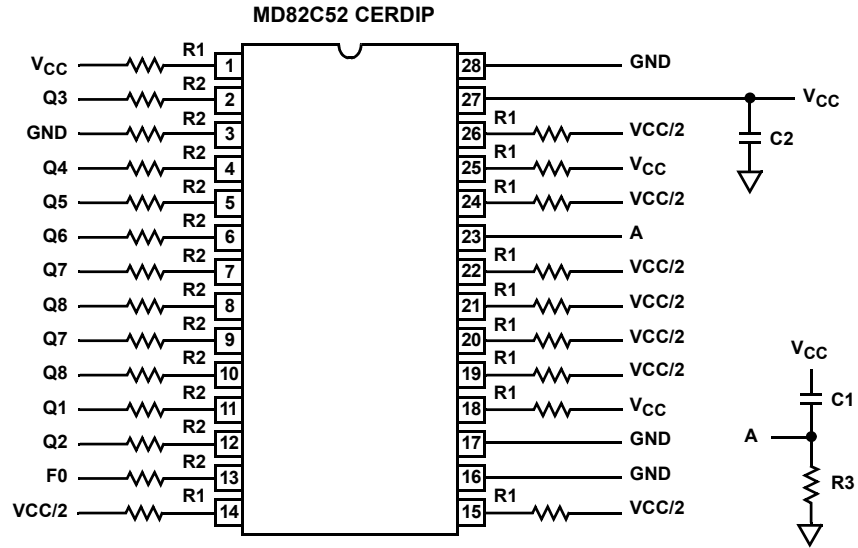 MD82C52 CERDIP
VCC R1 1 28 GND
Q3 R2 2 27 VCC
GND R2 3 26 R1 VCC/2
C2
Q4 R2 4 25 R1 VCC
Q5 R2 5 24 R1 VCC/2
Q6 R2 6 23 A
Q7 R2 7 22 R1 VCC/2
Q8 R2 8 21 R1 VCC/2
Q7 R2 9 20 R1 VCC/2
Q8 R2 10 19 R1 VCC/2
Q1 R2 11 18 R1 VCC
Q2 R2 12 17 GND
F0 R2 13 16 GND
VCC/2 R1 14 15 R1 VCC/2
VCC
C1
A
R3